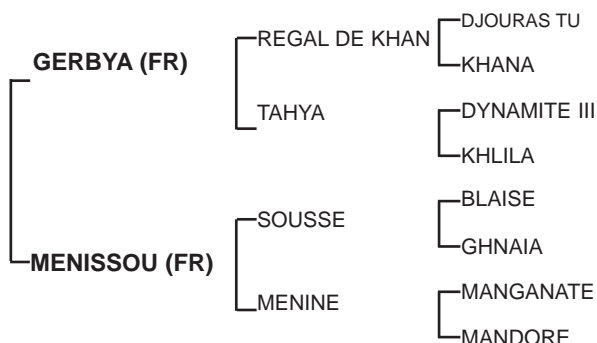 GERBYA (FR)
REGAL DE KHAN
DJOURAS TU
KHANA
TAHYA
DYNAMITE III
KHLILA
MENISSOU (FR)
SOUSSE
BLAISE
GHNAIA
MENINE
MANGANATE
MANDORE